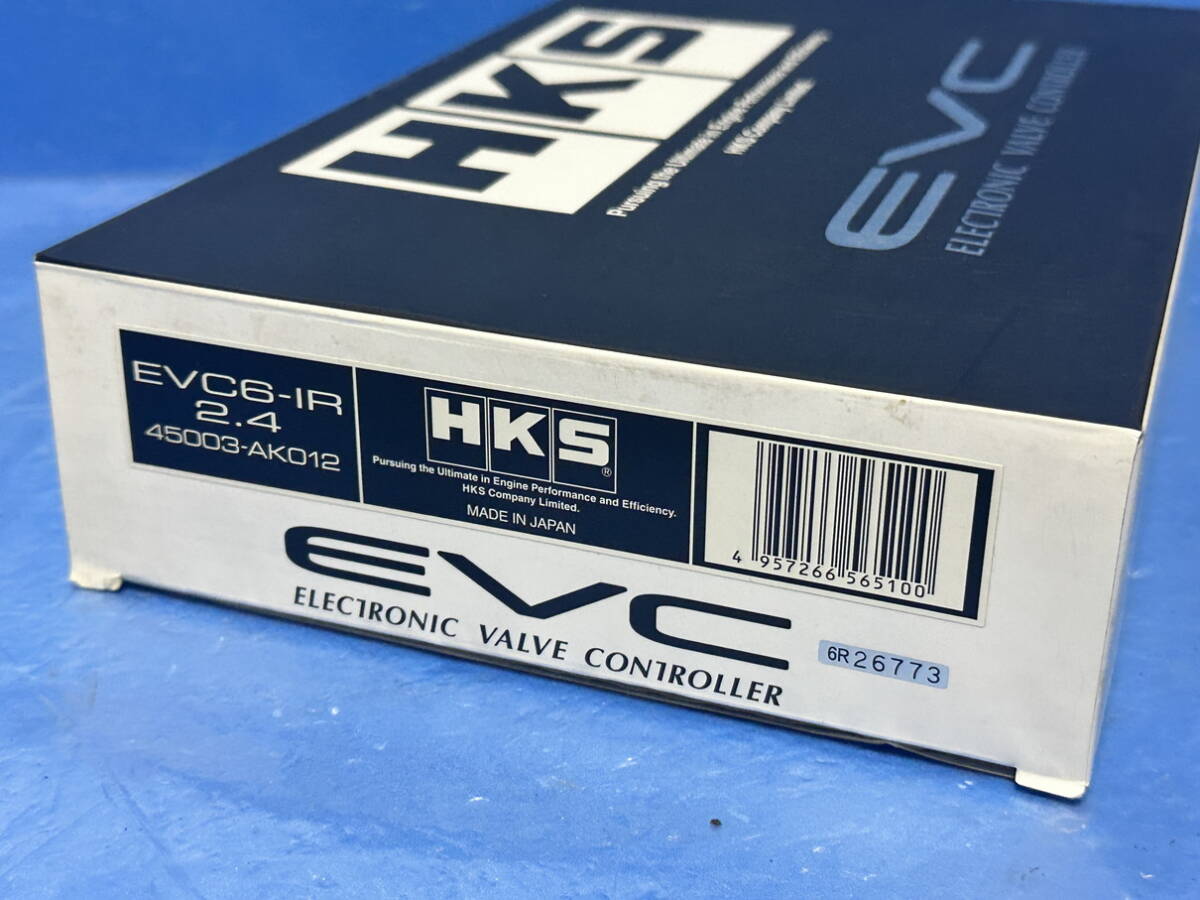 HKS
Pursuing the Ultimate in Engine Performance and Efficiency.
HKS Company Limited.
EVC
ELECTRONIC VALVE CONTROLLER
EVC6-IR
2.4
45003-AK012
HKS®
Pursuing the Ultimate in Engine Performance and Efficiency.
HKS Company Limited.
MADE IN JAPAN
4 957266 565100
EVC
ELECTRONIC VALVE CONTROLLER
6R26773